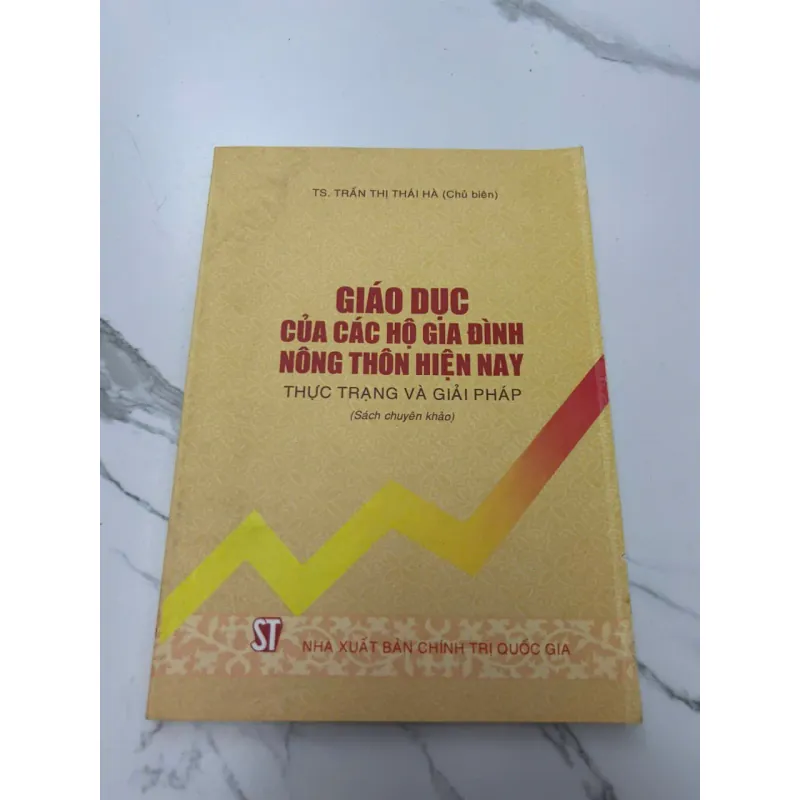 TS. TRẦN THỊ THÁI HÀ (Chủ biên)
GIÁO DỤC
CỦA CÁC HỘ GIA ĐÌNH
NÔNG THÔN HIỆN NAY
THỰC TRẠNG VÀ GIẢI PHÁP
(Sách chuyên khảo)
ST
NHÀ XUẤT BẢN CHÍNH TRỊ QUỐC GIA